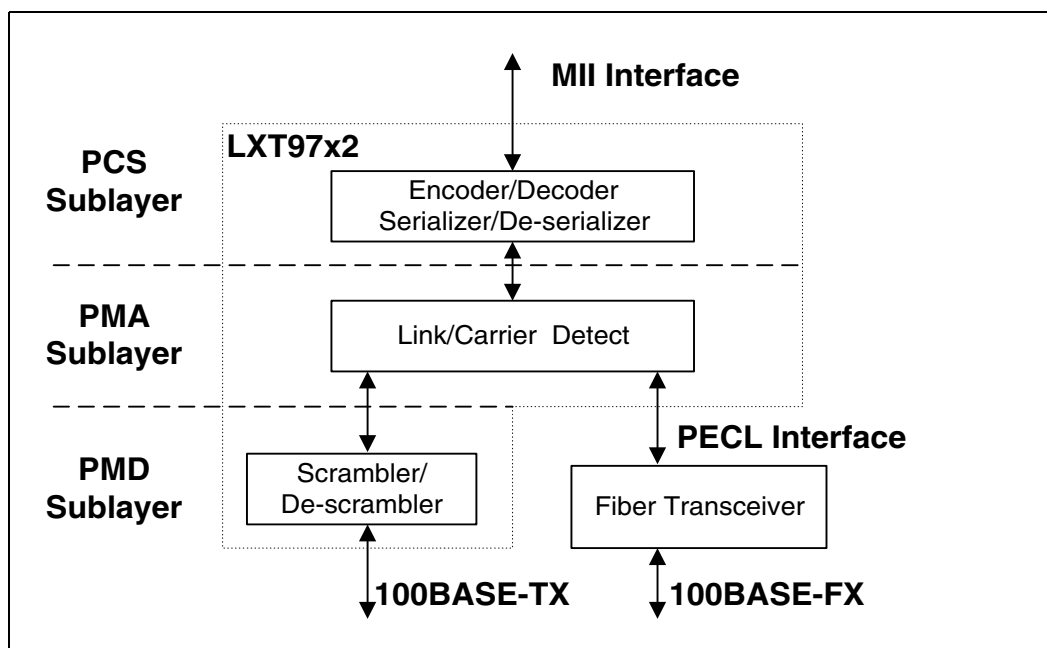 MII Interface
LXT97x2
PCS
Sublayer
Encoder/Decoder
Serializer/De-serializer
PMA
Sublayer
Link/Carrier Detect
PECL Interface
PMD
Sublayer
Scrambler/
De-scrambler
Fiber Transceiver
100BASE-TX
100BASE-FX